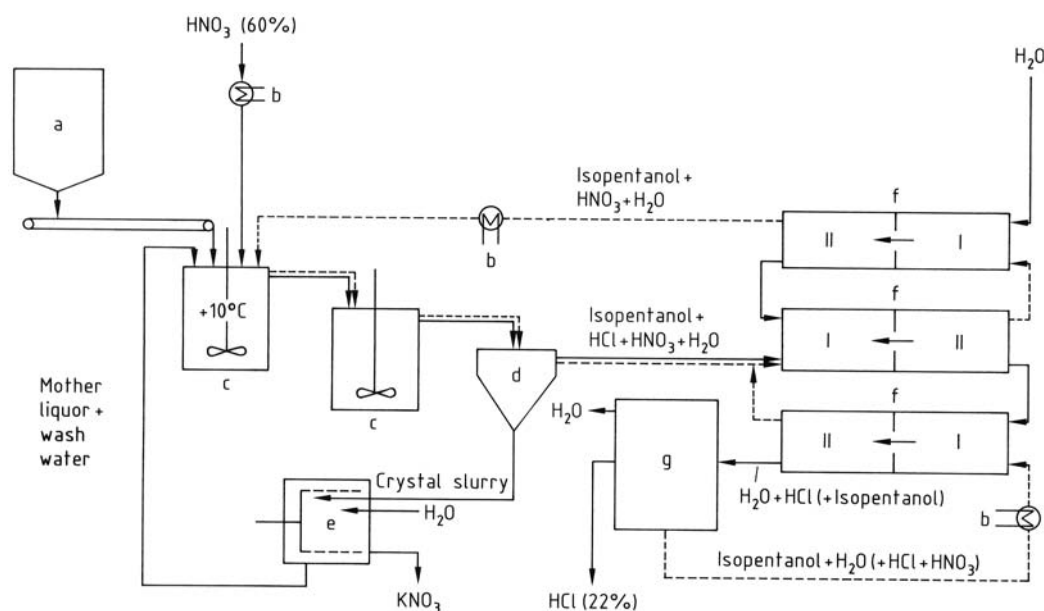 HNO₃ (60%)
H₂O
b
a
Isopentanol +
HNO₃ + H₂O
f
II
I
b
+10°C
c
f
Isopentanol +
HCl + HNO₃ + H₂O
I
II
d
c
Mother
liquor +
wash
water
f
H₂O
II
I
g
Crystal slurry
H₂O + HCl (+ Isopentanol)
H₂O
e
b
Isopentanol + H₂O (+ HCl + HNO₃)
KNO₃
HCl (22%)